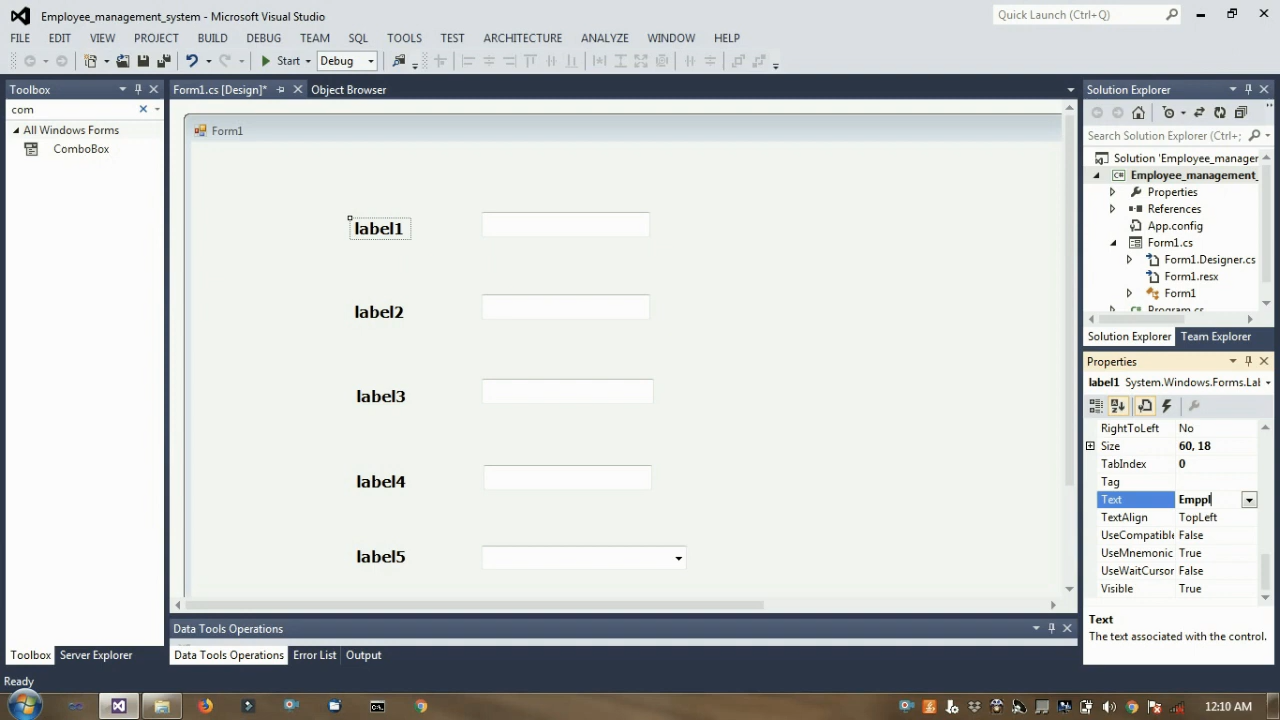 Employee_management_system - Microsoft Visual Studio
Quick Launch (Ctrl+Q)
FILE EDIT VIEW PROJECT BUILD DEBUG TEAM SQL TOOLS TEST ARCHITECTURE ANALYZE WINDOW HELP
Start Debug
Toolbox
com
All Windows Forms
ComboBox
Form1.cs [Design]* Object Browser
Form1
label1
label2
label3
label4
label5
Data Tools Operations
Toolbox Server Explorer
Data Tools Operations Error List Output
Solution Explorer
Search Solution Explorer (Ctrl+;
Solution 'Employee_manager
Employee_management_
Properties
References
App.config
Form1.cs
Form1.Designer.cs
Form1.resx
Form1
Program.cs
Solution Explorer Team Explorer
Properties
label1 System.Windows.Forms.Lal
RightToLeft No
Size 60, 18
TabIndex 0
Tag
Text Emppl
TextAlign TopLeft
UseCompatible False
UseMnemonic True
UseWaitCursor False
Visible True
Text
The text associated with the control.
Ready
12:10 AM